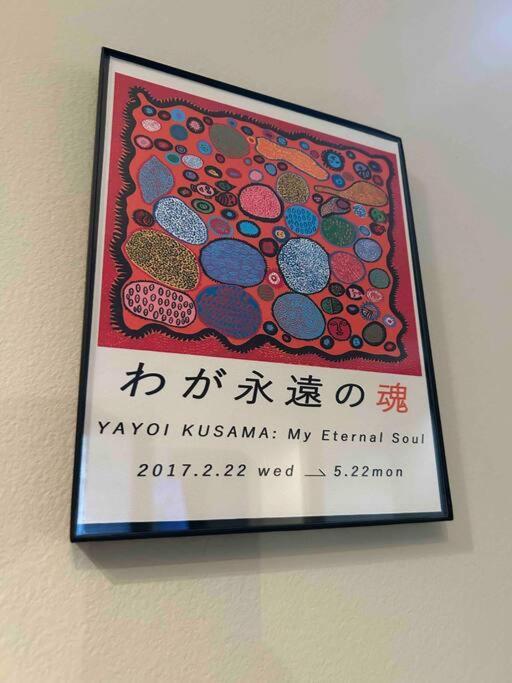 わが永遠の魂
YAYOI KUSAMA: My Eternal Soul
2017.2.22 wed ⇀ 5.22mon